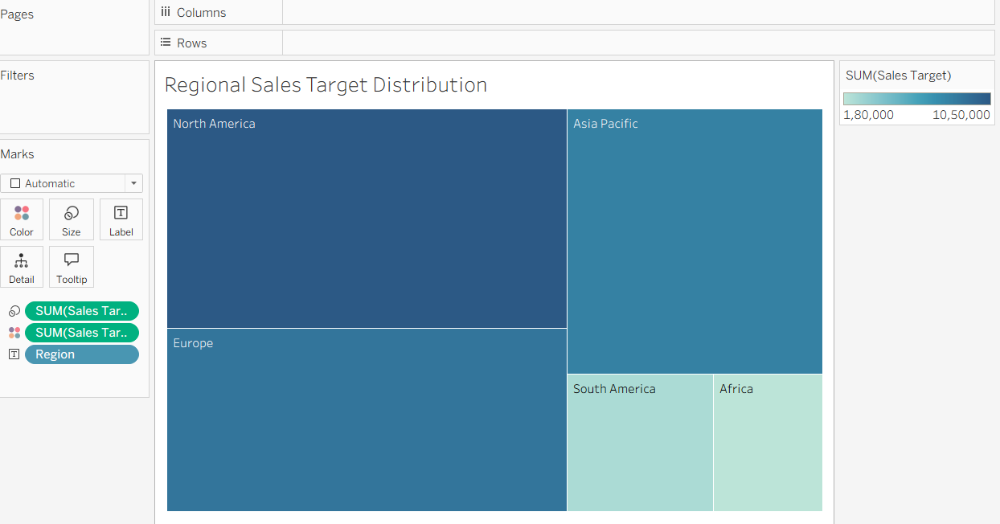 Pages
Columns
Rows
Filters
Marks
Automatic
Color
Size
Label
Detail
Tooltip
SUM(Sales Tar..
SUM(Sales Tar..
Region
Regional Sales Target Distribution
North America
Asia Pacific
Europe
South America
Africa
SUM(Sales Target)
1,80,000 10,50,000